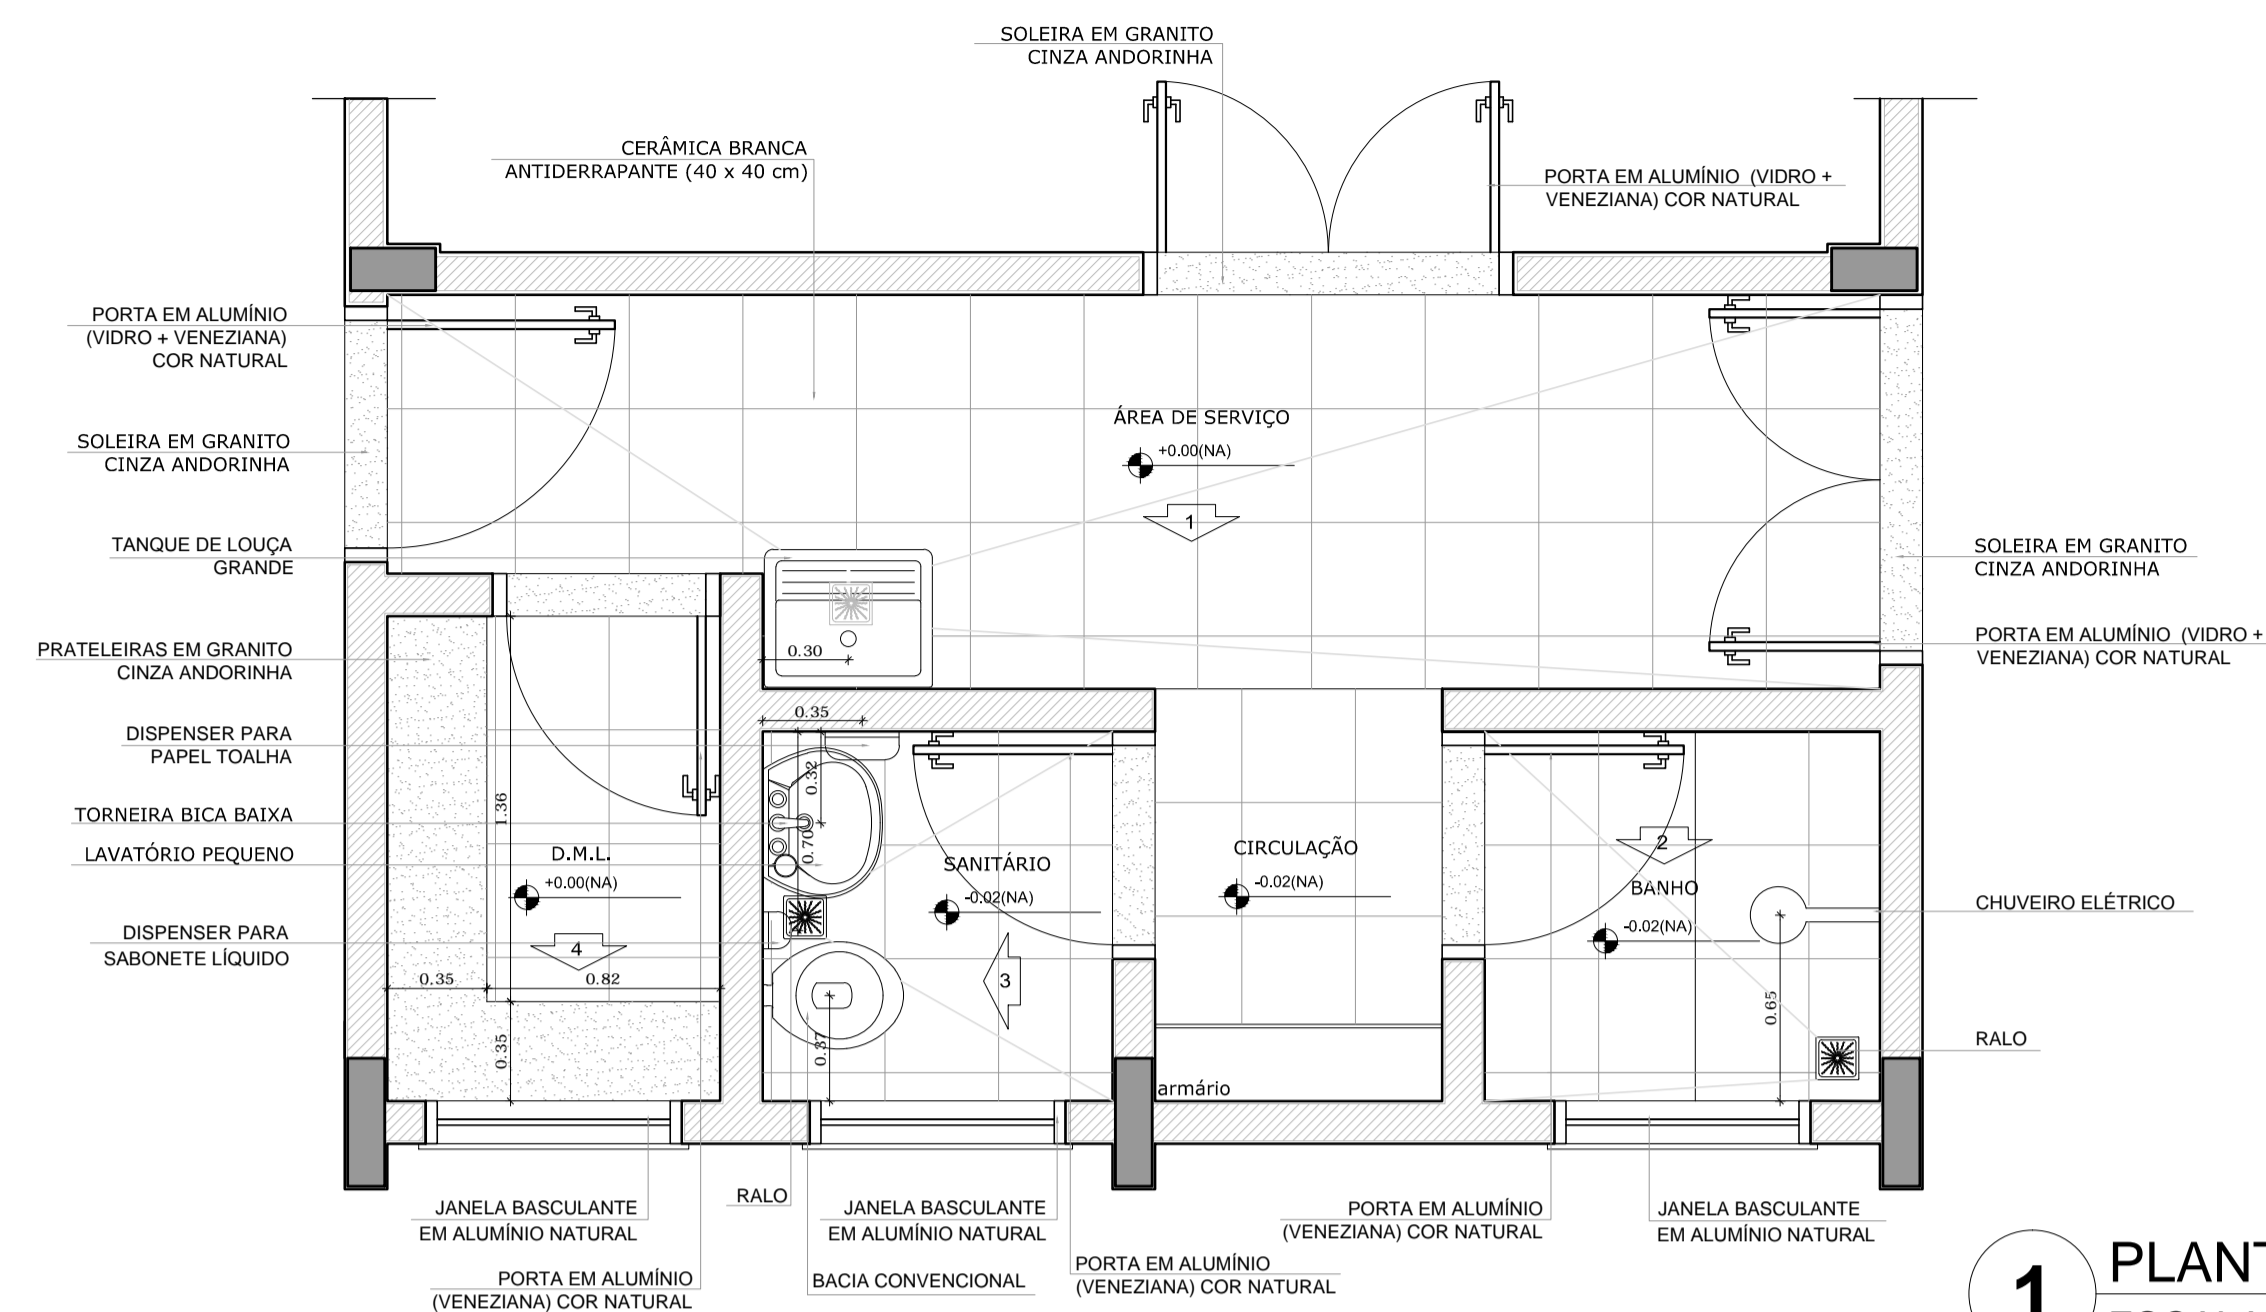 SOLEIRA EM GRANITO
CINZA ANDORINHA
CERÂMICA BRANCA
ANTIDERRAPANTE (40 x 40 cm)
PORTA EM ALUMÍNIO (VIDRO +
VENEZIANA) COR NATURAL
PORTA EM ALUMÍNIO
(VIDRO + VENEZIANA)
COR NATURAL
SOLEIRA EM GRANITO
CINZA ANDORINHA
TANQUE DE LOUÇA
GRANDE
PRATELEIRAS EM GRANITO
CINZA ANDORINHA
DISPENSER PARA
PAPEL TOALHA
TORNEIRA BICA BAIXA
LAVATÓRIO PEQUENO
DISPENSER PARA
SABONETE LÍQUIDO
ÁREA DE SERVIÇO
+0.00(NA)
1
0.30
0.35
0.32
0.70
1.36
D.M.L.
+0.00(NA)
4
0.35
0.82
0.35
SANITÁRIO
-0.02(NA)
3
0.37
CIRCULAÇÃO
-0.02(NA)
armário
2
BANHO
-0.02(NA)
0.65
SOLEIRA EM GRANITO
CINZA ANDORINHA
PORTA EM ALUMÍNIO (VIDRO +
VENEZIANA) COR NATURAL
CHUVEIRO ELÉTRICO
RALO
JANELA BASCULANTE
EM ALUMÍNIO NATURAL
PORTA EM ALUMÍNIO
(VENEZIANA) COR NATURAL
RALO
JANELA BASCULANTE
EM ALUMÍNIO NATURAL
BACIA CONVENCIONAL
PORTA EM ALUMÍNIO
(VENEZIANA) COR NATURAL
PORTA EM ALUMÍNIO
(VENEZIANA) COR NATURAL
JANELA BASCULANTE
EM ALUMÍNIO NATURAL
1
PLANT